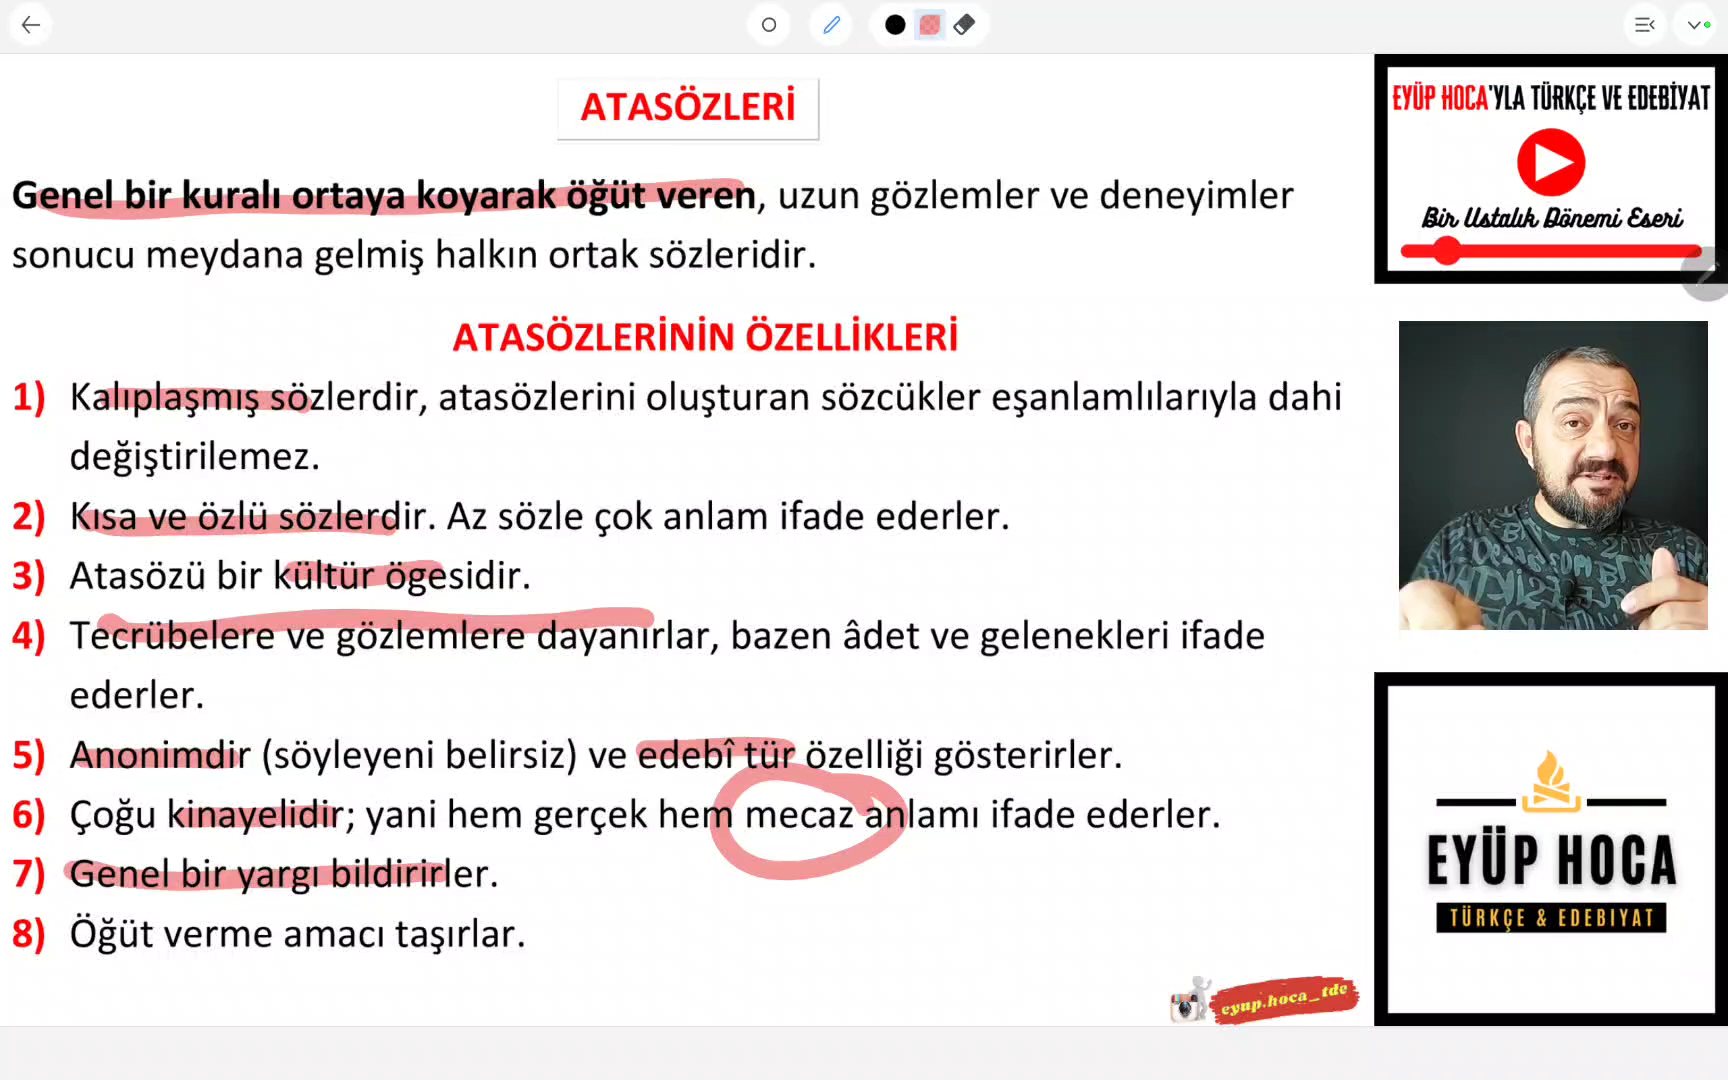 ATASÖZLERİ
Genel bir kuralı ortaya koyarak öğüt veren, uzun gözlemler ve deneyimler
sonucu meydana gelmiş halkın ortak sözleridir.
ATASÖZLERİNİN ÖZELLİKLERİ
1) Kalıplaşmış sözlerdir, atasözlerini oluşturan sözcükler eşanlamlılarıyla dahi
değiştirilemez.
2) Kısa ve özlü sözlerdir. Az sözle çok anlam ifade ederler.
3) Atasözü bir kültür ögesidir.
4) Tecrübelere ve gözlemlere dayanırlar, bazen âdet ve gelenekleri ifade
ederler.
5) Anonimdir (söyleyeni belirsiz) ve edebî tür özelliği gösterirler.
6) Çoğu kinayelidir; yani hem gerçek hem mecaz anlamı ifade ederler.
7) Genel bir yargı bildirirler.
8) Öğüt verme amacı taşırlar.
eyup.hoca_tde
EYÜP HOCA'YLA TÜRKÇE VE EDEBİYAT
Bir Ustalık Dönemi Eseri
EYÜP HOCA
TÜRKÇE & EDEBIYAT